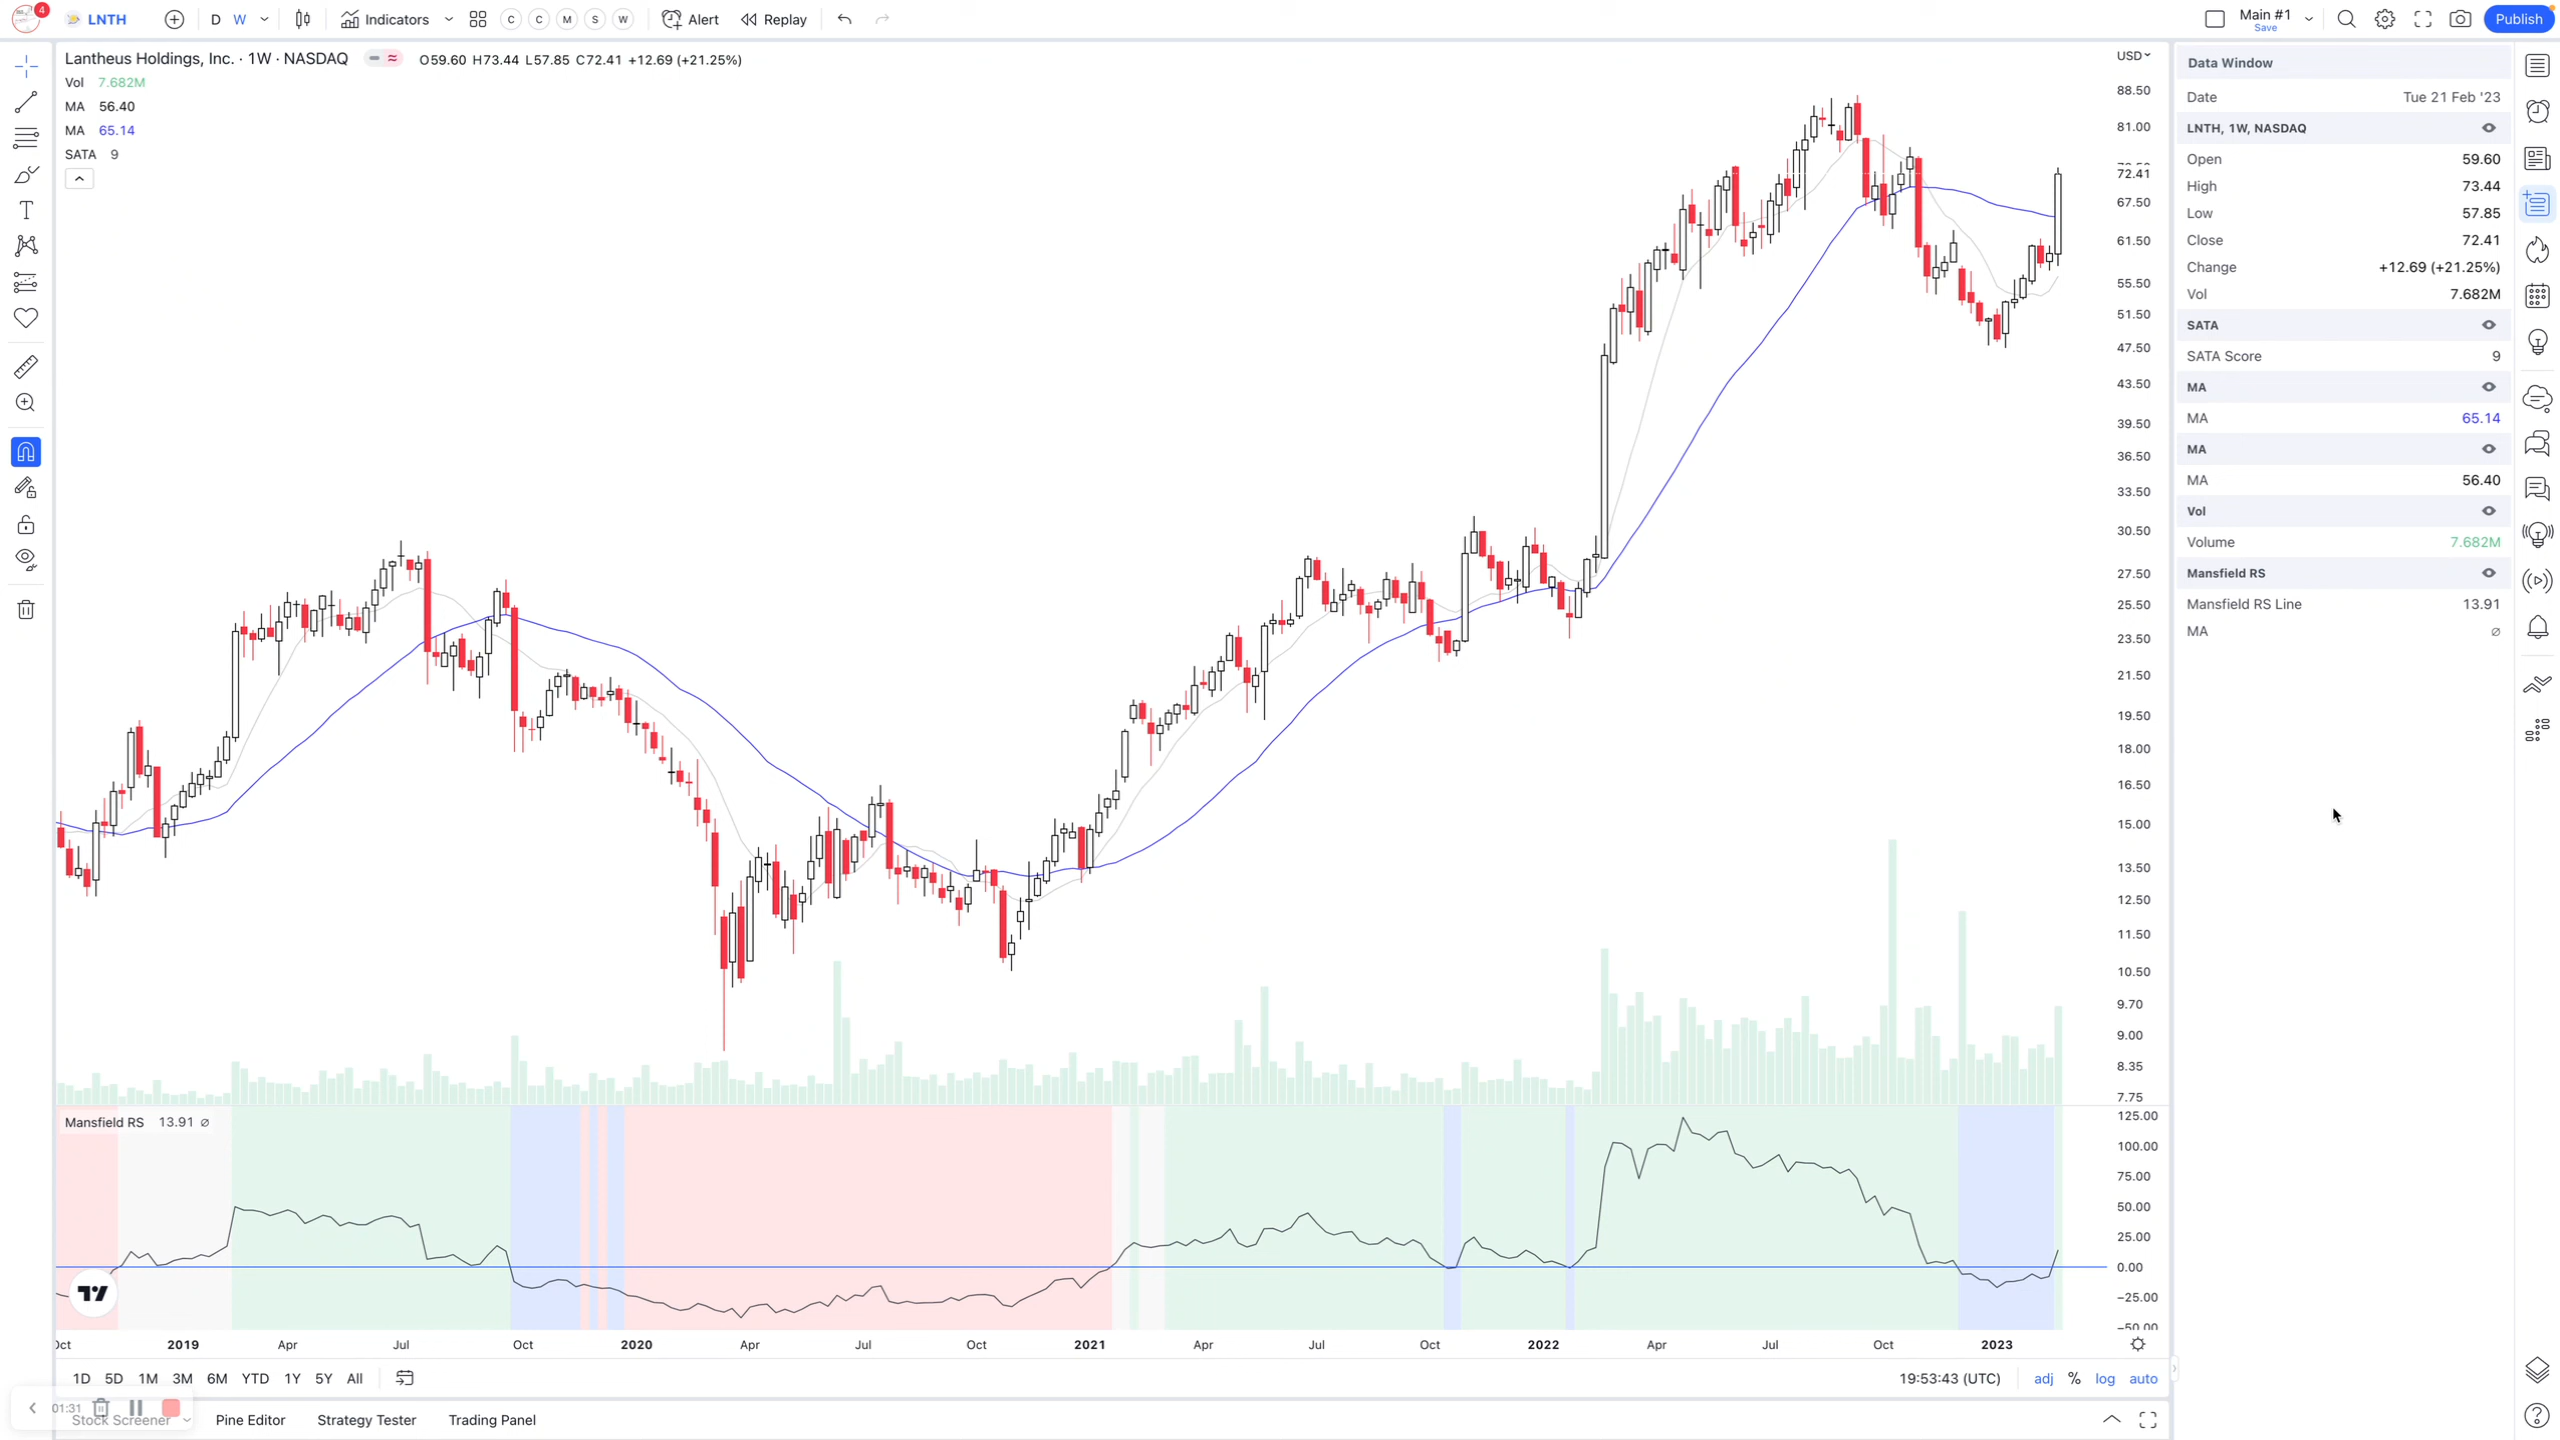 4
LNTH
D W
Indicators
C C M S W
Alert
Replay
Main #1
Save
Publish
Lantheus Holdings, Inc. · 1W · NASDAQ
O59.60 H73.44 L57.85 C72.41 +12.69 (+21.25%)
Vol 7.682M
MA 56.40
MA 65.14
SATA 9
USD
88.50
81.00
72.41
67.50
61.50
55.50
51.50
47.50
43.50
39.50
36.50
33.50
30.50
27.50
25.50
23.50
21.50
19.50
18.00
16.50
15.00
13.50
12.50
11.50
10.50
9.70
9.00
8.35
7.75
Mansfield RS 13.91 ∅
125.00
100.00
75.00
50.00
25.00
0.00
−25.00
−50.00
Oct 2019 Apr Jul Oct 2020 Apr Jul Oct 2021 Apr Jul Oct 2022 Apr Jul Oct 2023
1D 5D 1M 3M 6M YTD 1Y 5Y All
19:53:43 (UTC) adj % log auto
01:31
Stock Screener Pine Editor Strategy Tester Trading Panel
Data Window
Date Tue 21 Feb '23
LNTH, 1W, NASDAQ
Open 59.60
High 73.44
Low 57.85
Close 72.41
Change +12.69 (+21.25%)
Vol 7.682M
SATA
SATA Score 9
MA
MA 65.14
MA
MA 56.40
Vol
Volume 7.682M
Mansfield RS
Mansfield RS Line 13.91
MA ∅